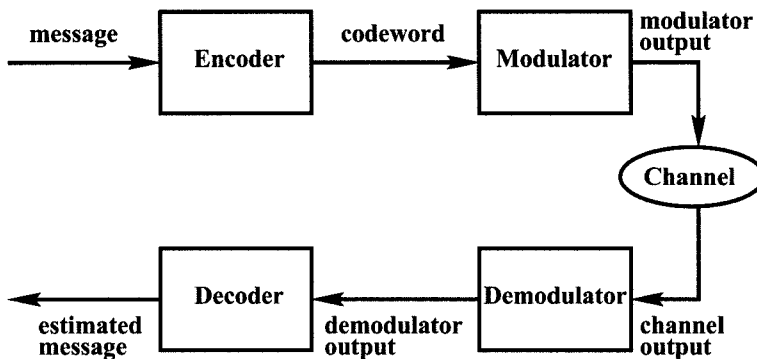 message
Encoder
codeword
Modulator
modulator
output
Channel
Decoder
Demodulator
estimated
message
demodulator
output
channel
output